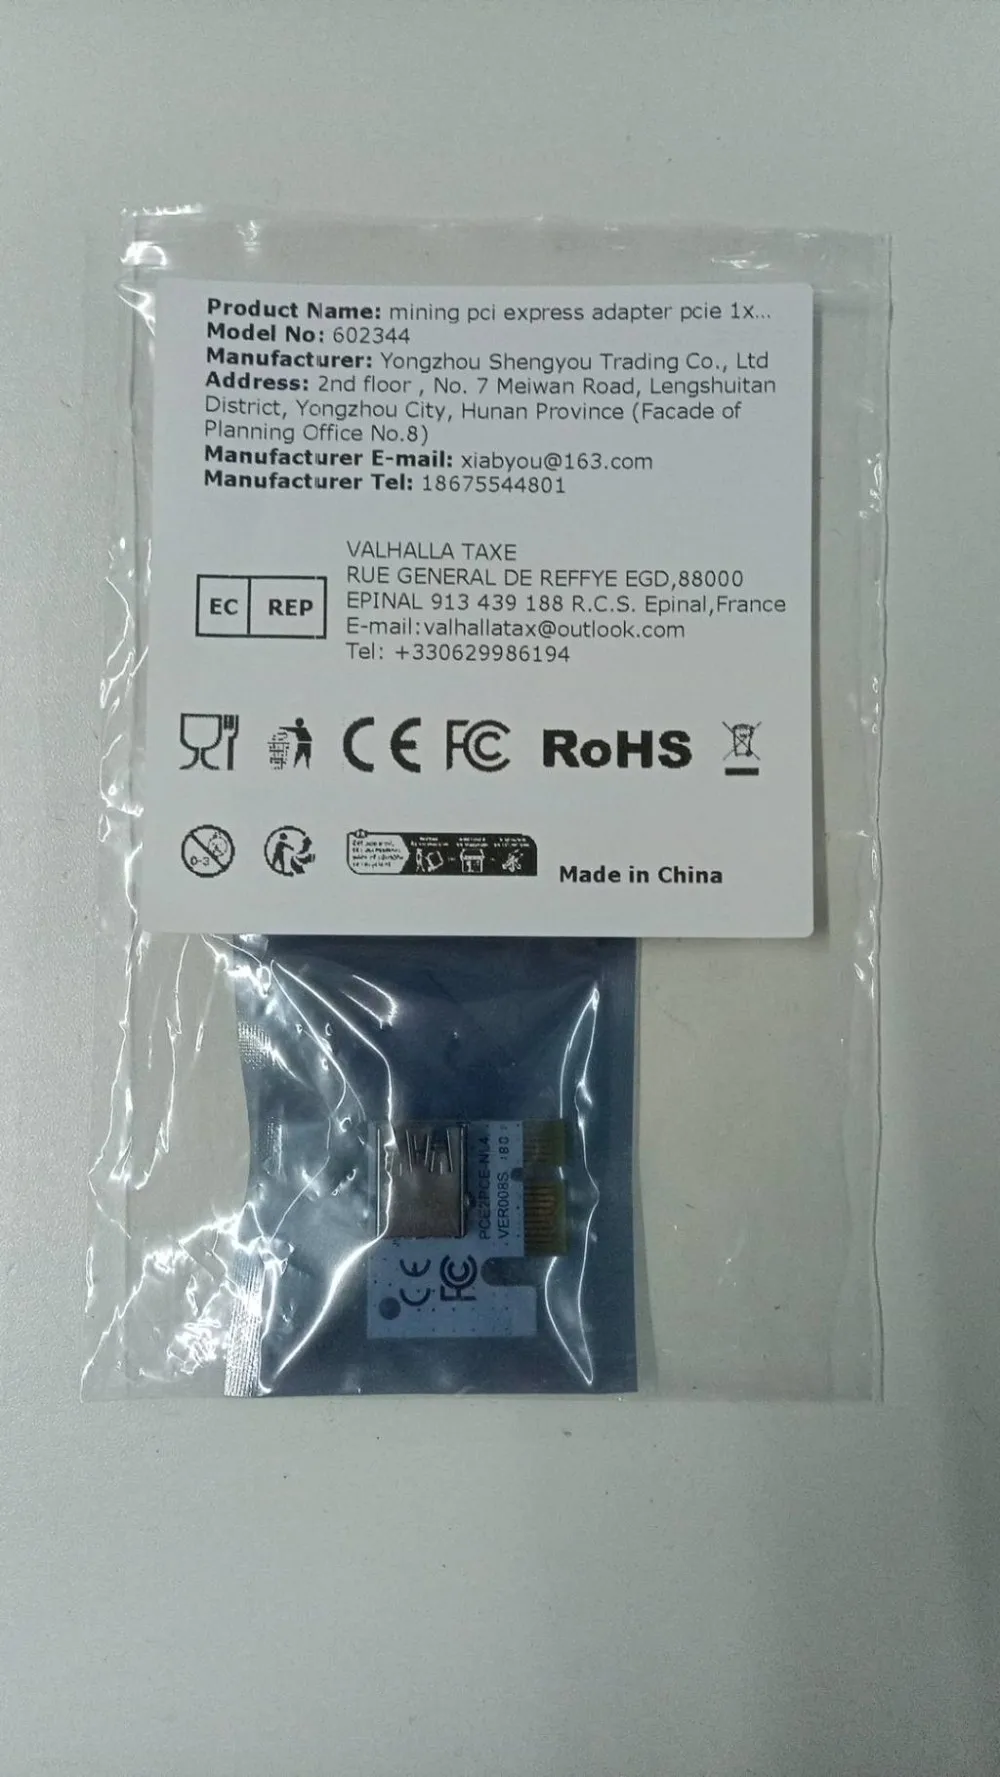 Product Name: mining pci express adapter pcie 1x...
Model No: 602344
Manufacturer: Yongzhou Shengyou Trading Co., Ltd
Address: 2nd floor , No. 7 Meiwan Road, Lengshuitan
District, Yongzhou City, Hunan Province (Facade of
Planning Office No.8)
Manufacturer E-mail: xiabyou@163.com
Manufacturer Tel: 18675544801
EC REP
VALHALLA TAXE
RUE GENERAL DE REFFYE EGD,88000
EPINAL 913 439 188 R.C.S. Epinal,France
E-mail:valhallatax@outlook.com
Tel: +330629986194
CE FC RoHS
0-3
Made in China
PCE2PCE-N
VER008S
CE
FC